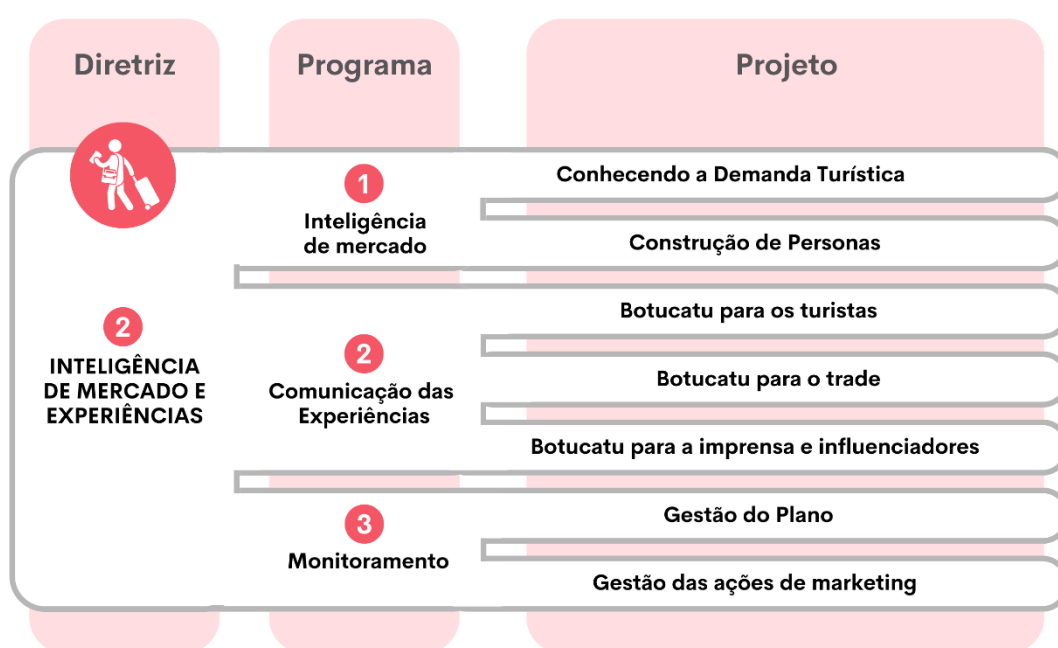 Diretriz
Programa
Projeto
2
INTELIGÊNCIA
DE MERCADO E
EXPERIÊNCIAS
1
Inteligência
de mercado
Conhecendo a Demanda Turística
Construção de Personas
2
Comunicação das
Experiências
Botucatu para os turistas
Botucatu para o trade
Botucatu para a imprensa e influenciadores
3
Monitoramento
Gestão do Plano
Gestão das ações de marketing